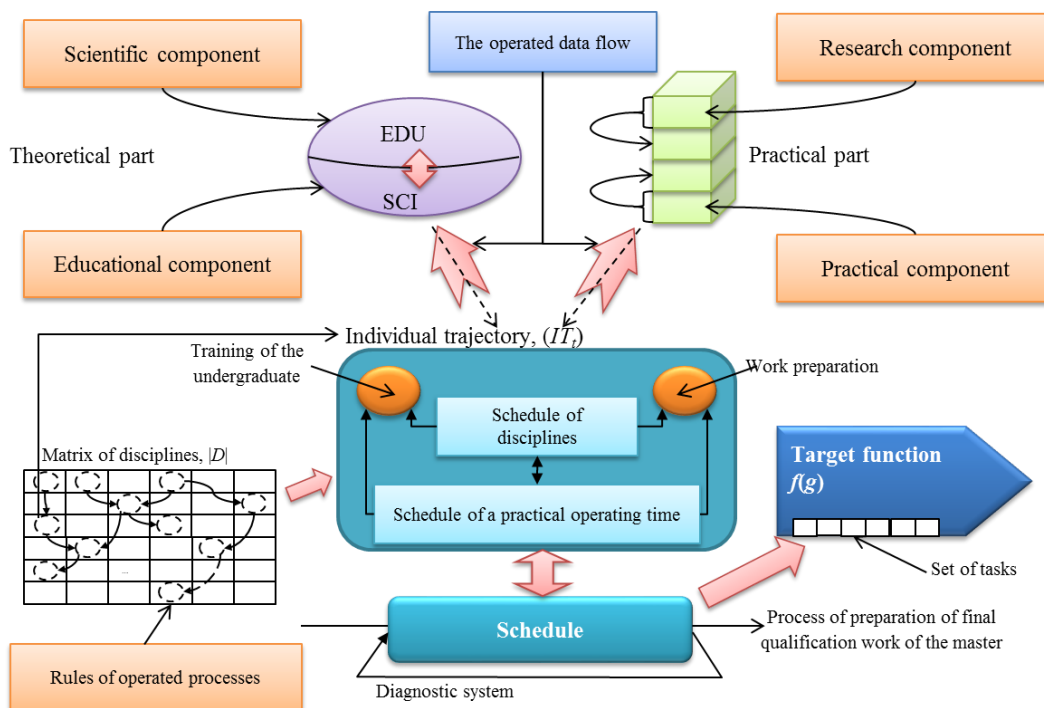 Scientific component
The operated data flow
Research component
EDU
SCI
Theoretical part
Practical part
Educational component
Practical component
Individual trajectory, (ITt)
Training of the
undergraduate
Work preparation
Schedule of
disciplines
Schedule of a practical operating time
Matrix of disciplines, |D|
...
Target function
f(g)
Set of tasks
Schedule
Process of preparation of final
qualification work of the master
Diagnostic system
Rules of operated processes